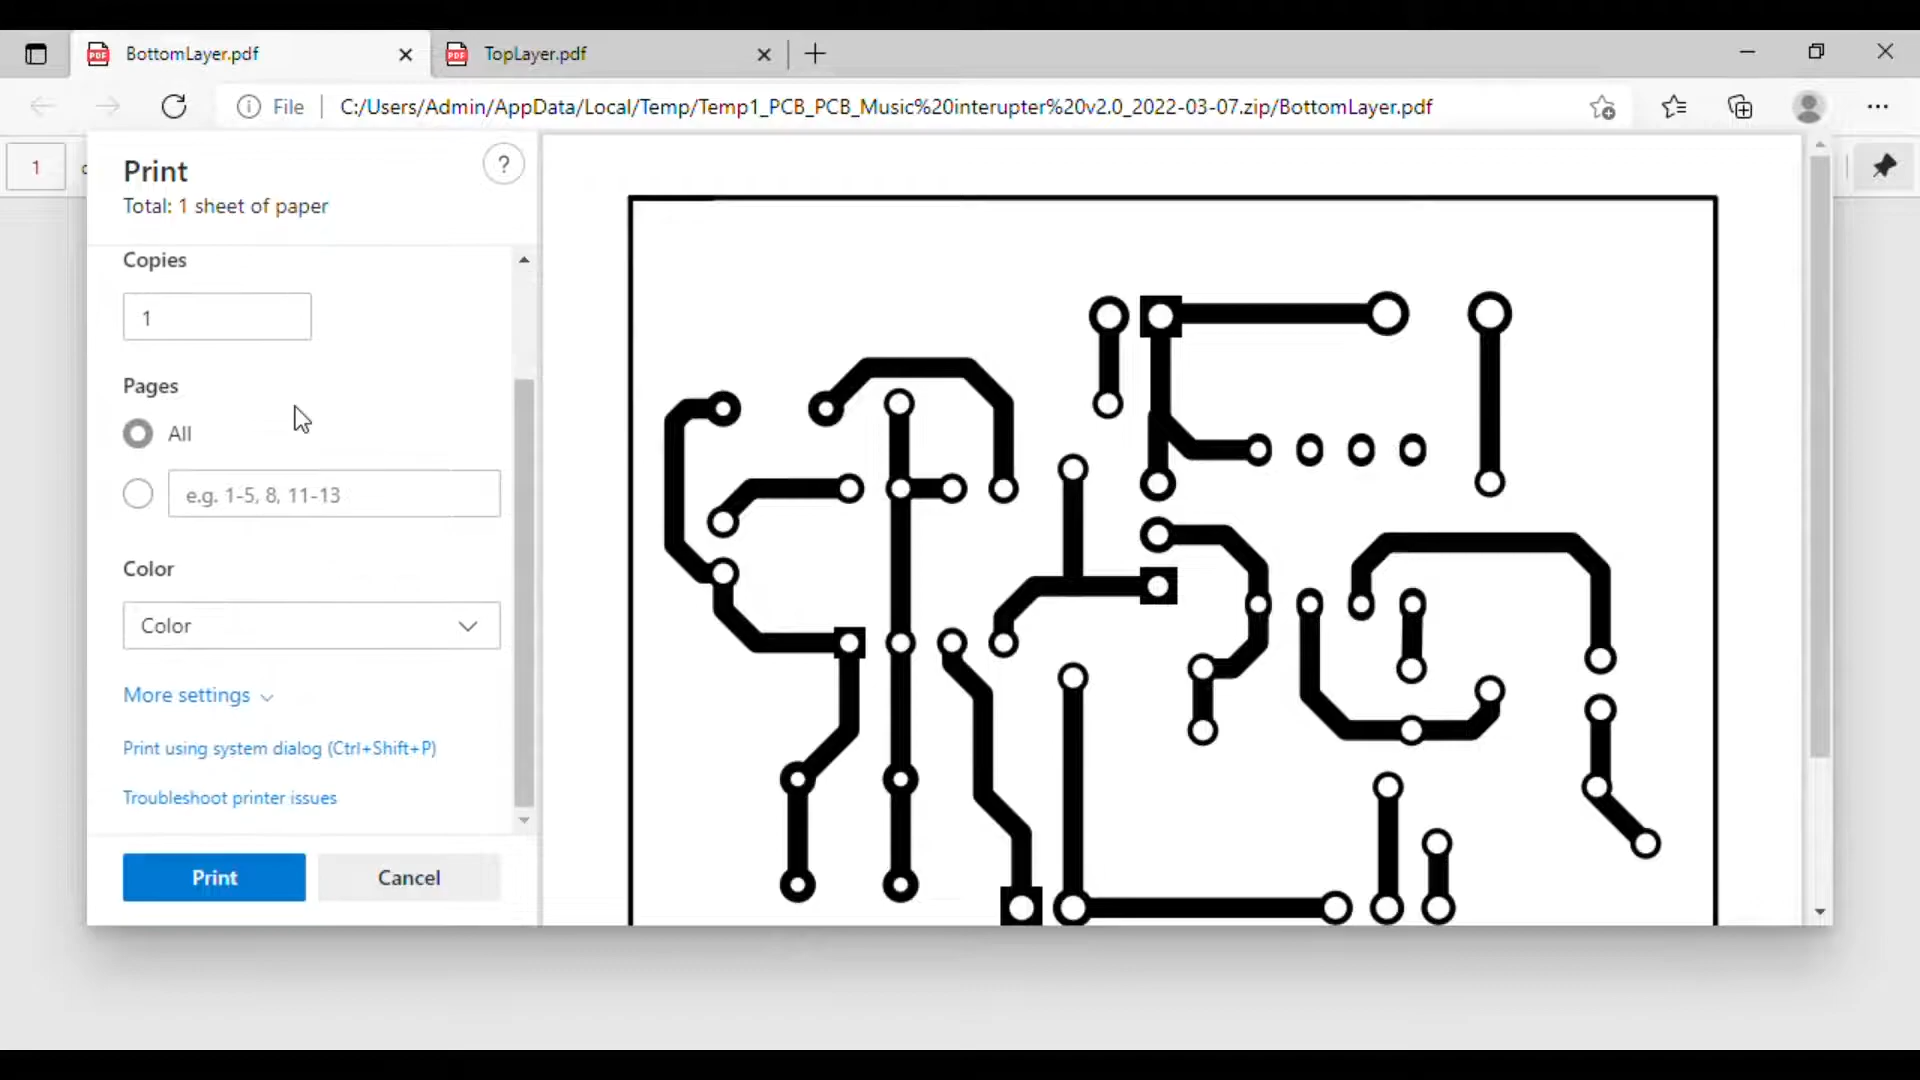 BottomLayer.pdf
TopLayer.pdf
File
C:/Users/Admin/AppData/Local/Temp/Temp1_PCB_PCB_Music%20interupter%20v2.0_2022-03-07.zip/BottomLayer.pdf
1
Print
?
Total: 1 sheet of paper
Copies
1
Pages
All
e.g. 1-5, 8, 11-13
Color
Color
More settings
Print using system dialog (Ctrl+Shift+P)
Troubleshoot printer issues
Print
Cancel